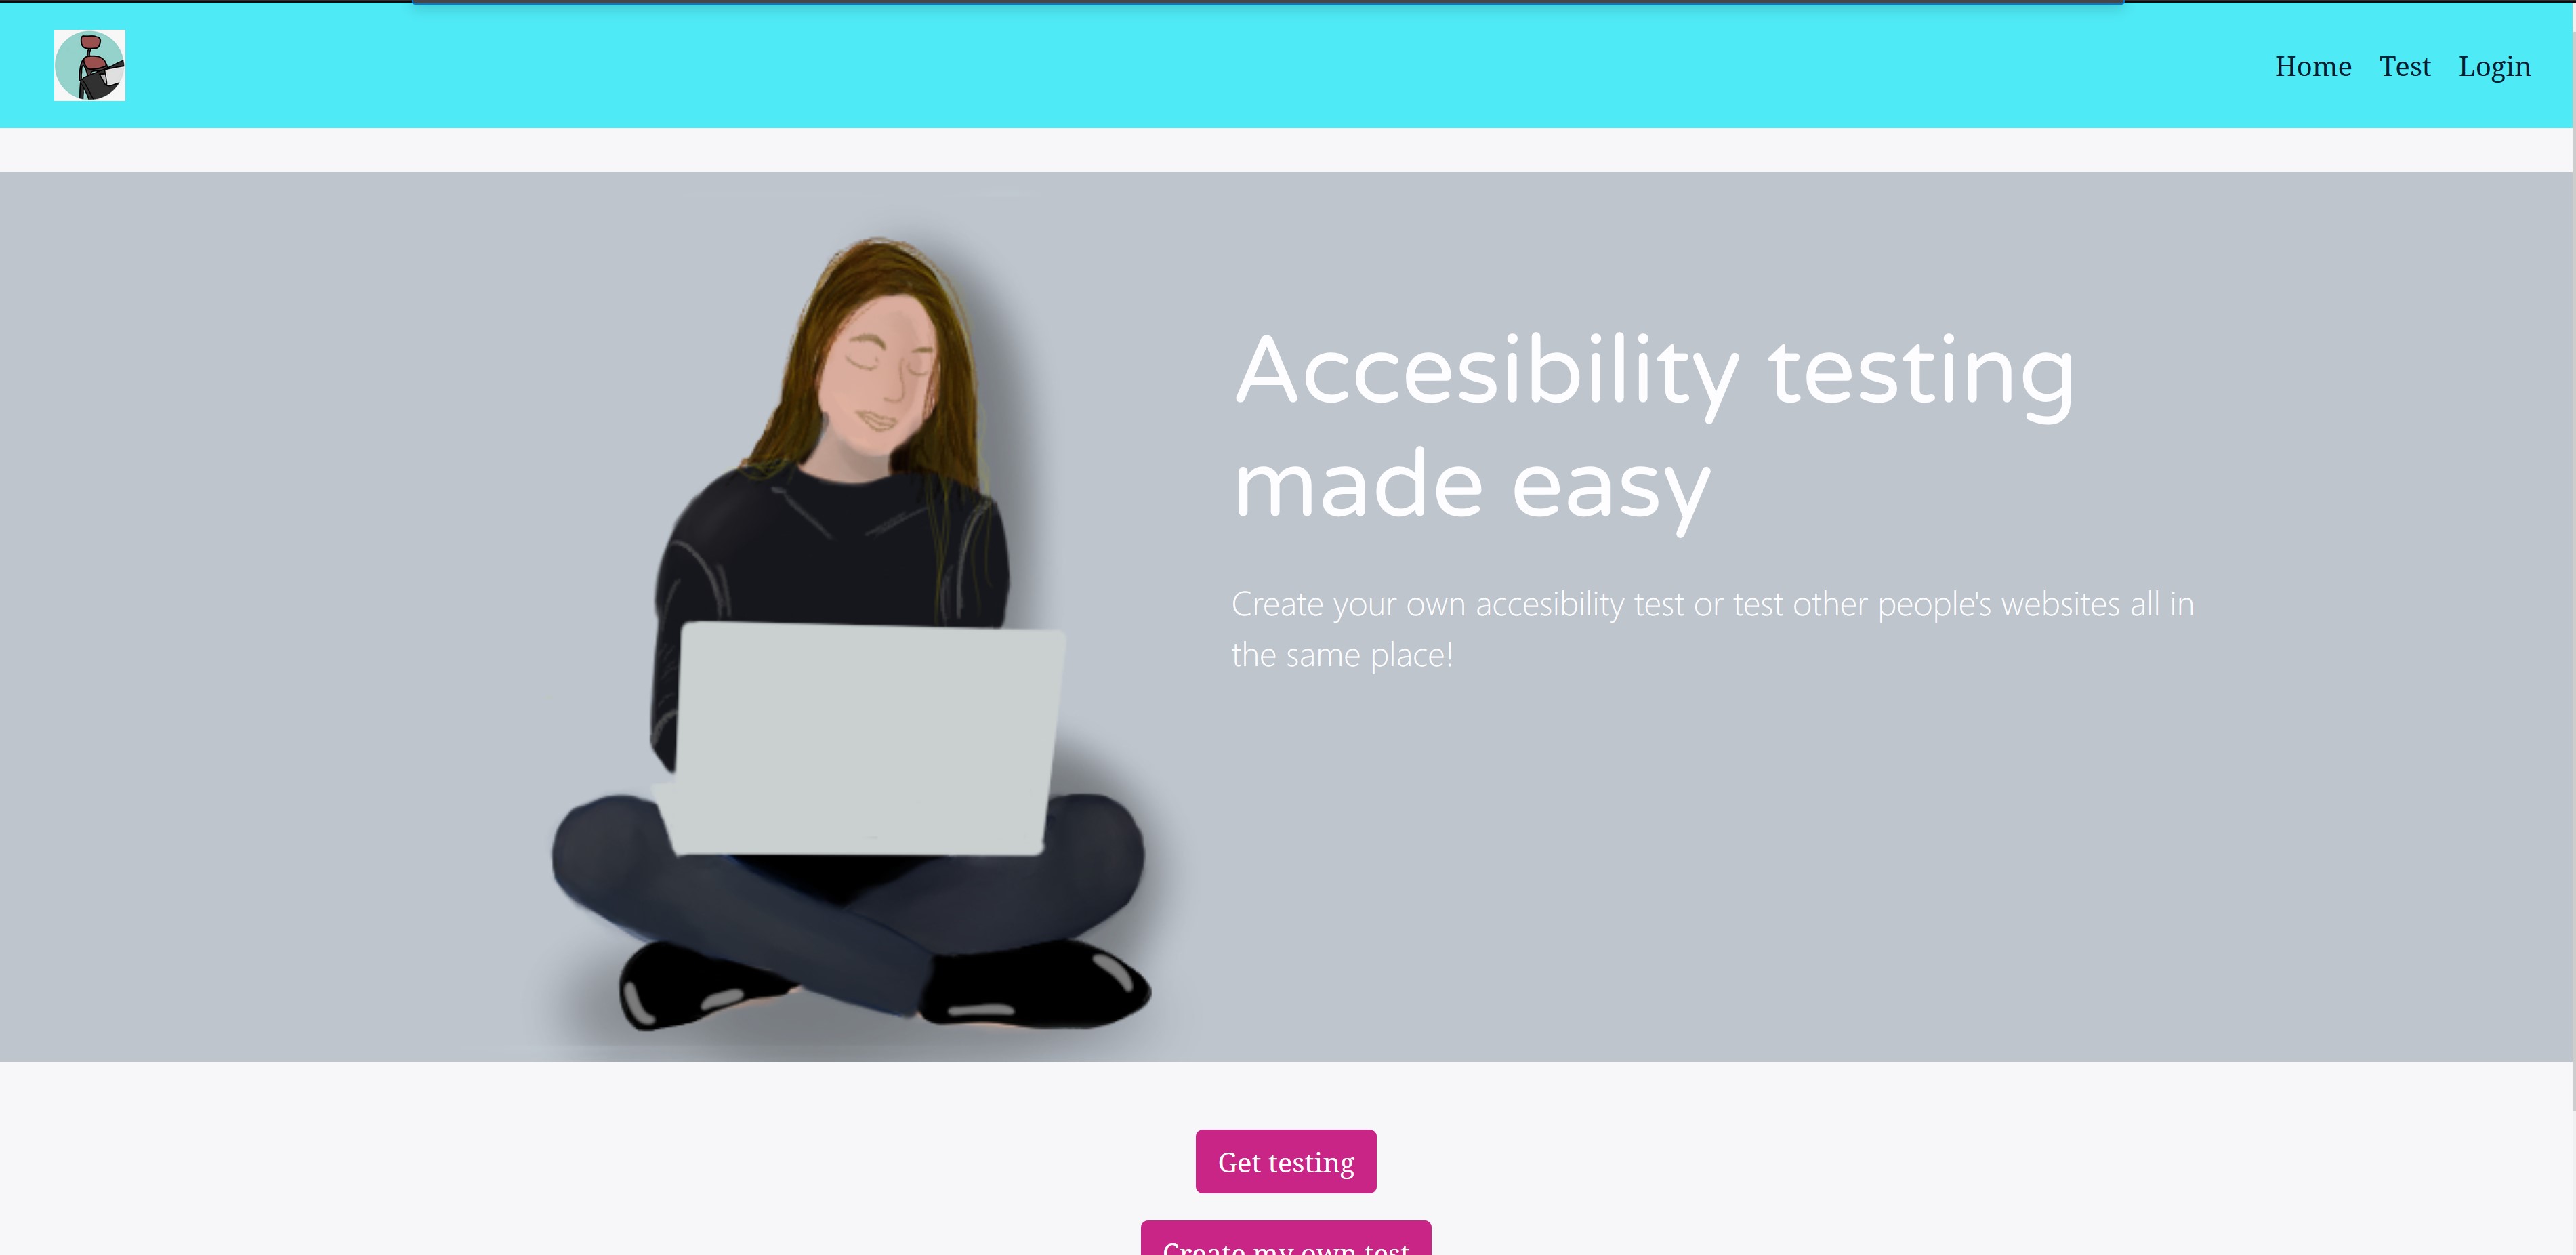 Home Test Login
Accesibility testing
made easy
Create your own accesibility test or test other people's websites all in
the same place!
Get testing
Create my own test